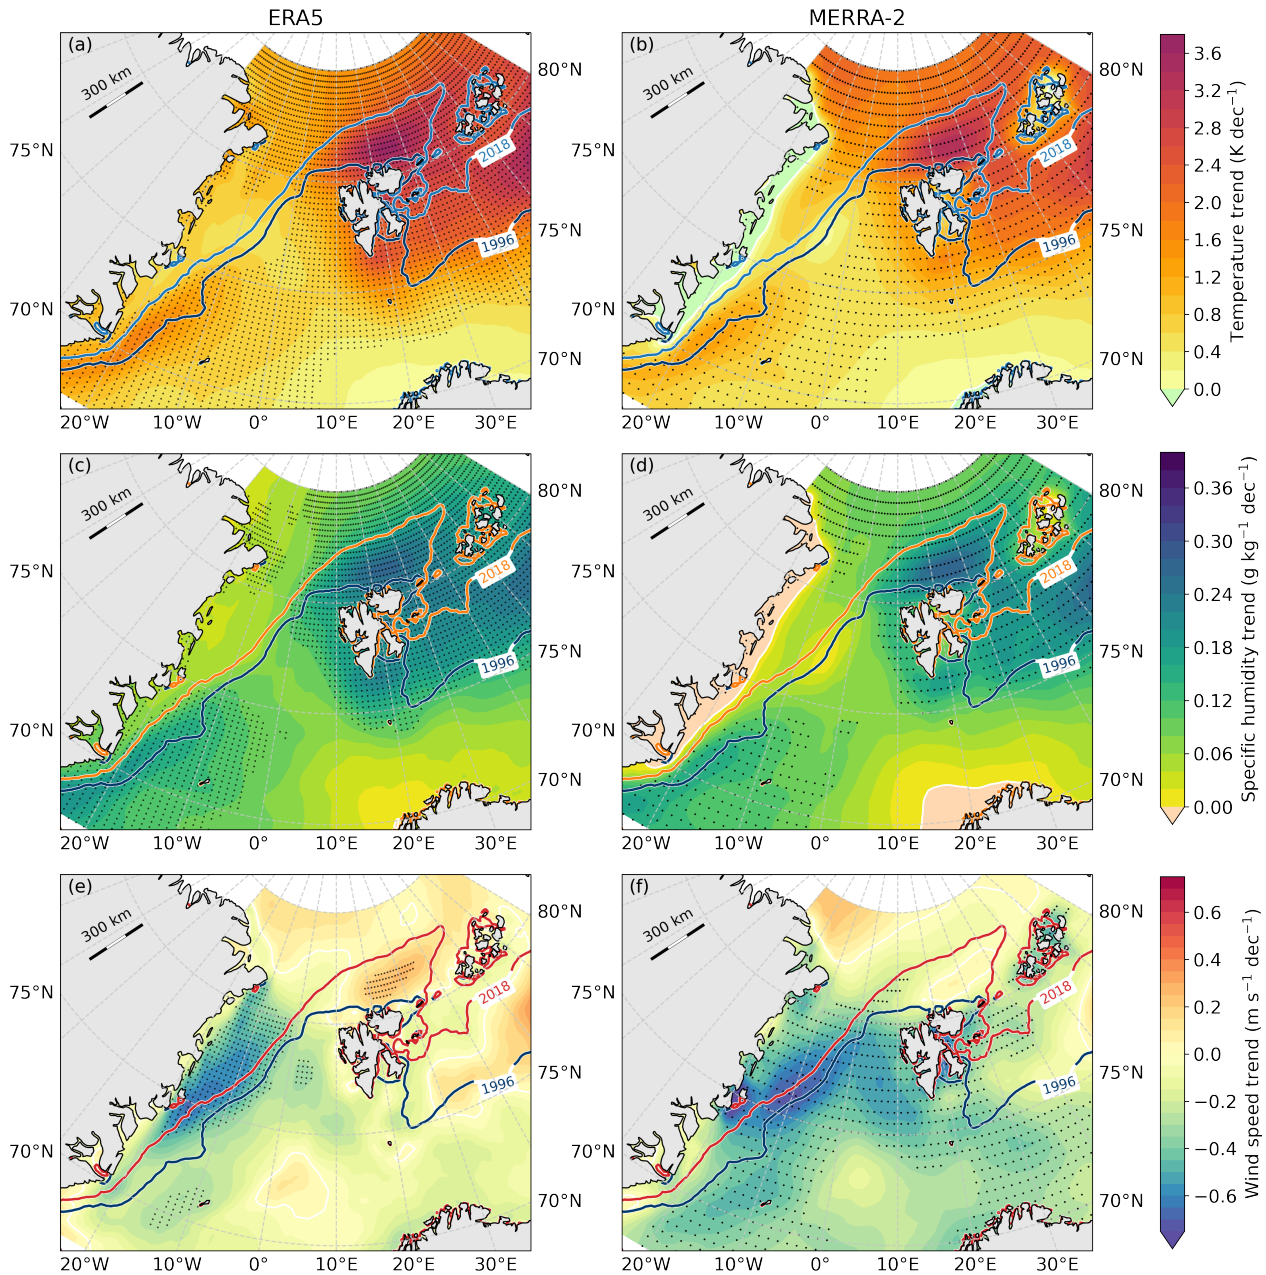 ERA5
MERRA-2
(a)
300 km
75°N
70°N
80°N
75°N
70°N
2018
1996
20°W
10°W
0°
10°E
20°E
30°E
(b)
300 km
80°N
75°N
70°N
2018
1996
20°W
10°W
0°
10°E
20°E
30°E
3.6
3.2
2.8
2.4
2.0
1.6
1.2
0.8
0.4
0.0
Temperature trend (K dec⁻¹)
(c)
300 km
75°N
70°N
80°N
75°N
70°N
2018
1996
20°W
10°W
0°
10°E
20°E
30°E
(d)
300 km
80°N
75°N
70°N
2018
1996
20°W
10°W
0°
10°E
20°E
30°E
0.36
0.30
0.24
0.18
0.12
0.06
0.00
Specific humidity trend (g kg⁻¹ dec⁻¹)
(e)
300 km
75°N
70°N
80°N
75°N
70°N
2018
1996
20°W
10°W
0°
10°E
20°E
30°E
(f)
300 km
80°N
75°N
70°N
2018
1996
20°W
10°W
0°
10°E
20°E
30°E
0.6
0.4
0.2
0.0
−0.2
−0.4
−0.6
Wind speed trend (m s⁻¹ dec⁻¹)